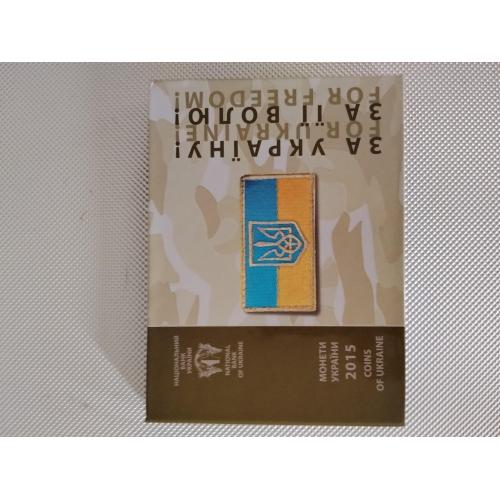 ЗА УКРАЇНУ!
FOR UKRAINE!
ЗА ЇЇ ВОЛЮ!
FOR FREEDOM!
НАЦІОНАЛЬНИЙ
БАНК
УКРАЇНИ
NATIONAL
BANK
OF UKRAINE
МОНЕТИ
УКРАЇНИ
2015
COINS
OF UKRAINE